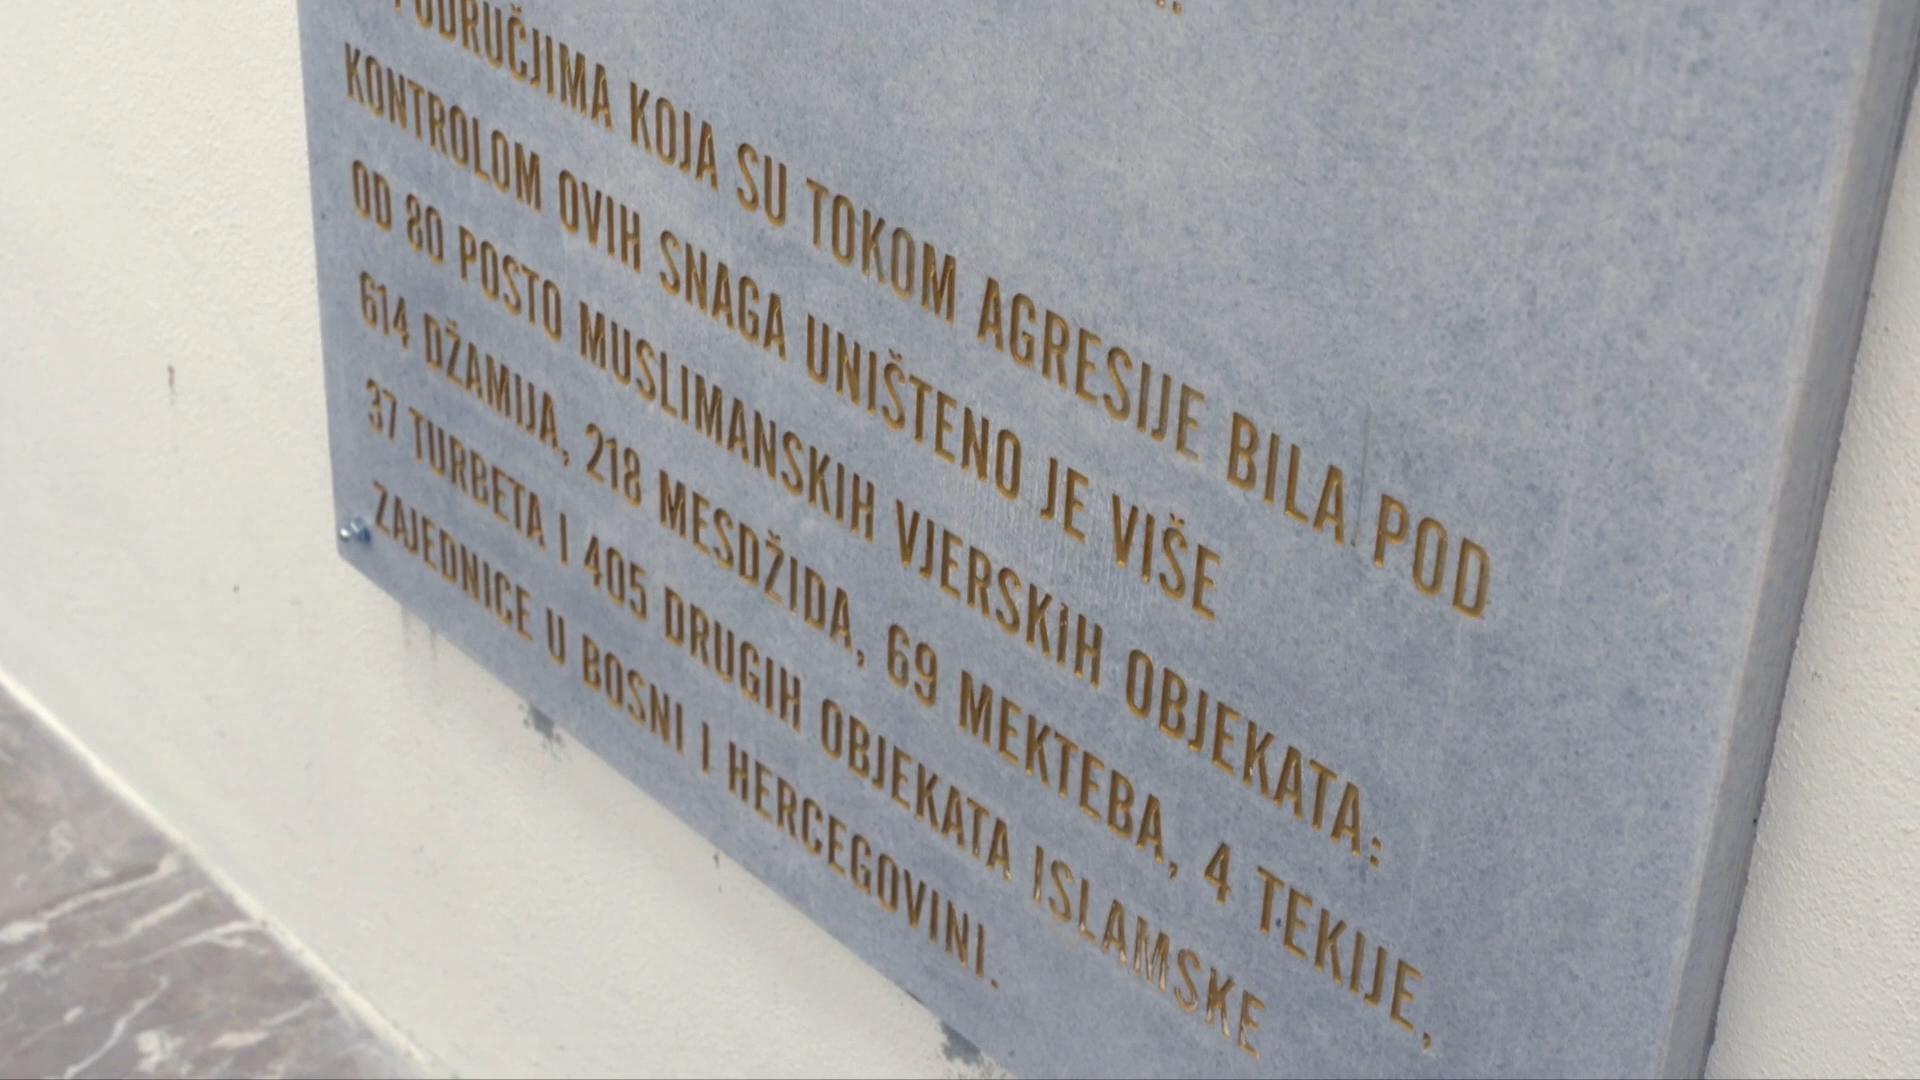 PODRUČJIMA KOJA SU TOKOM AGRESIJE BILA POD
KONTROLOM OVIH SNAGA UNIŠTENO JE VIŠE
OD 80 POSTO MUSLIMANSKIH VJERSKIH OBJEKATA:
614 DŽAMIJA, 218 MESDŽIDA, 69 MEKTEBA, 4 TEKIJE,
37 TURBETA I 405 DRUGIH OBJEKATA ISLAMSKE
ZAJEDNICE U BOSNI I HERCEGOVINI.